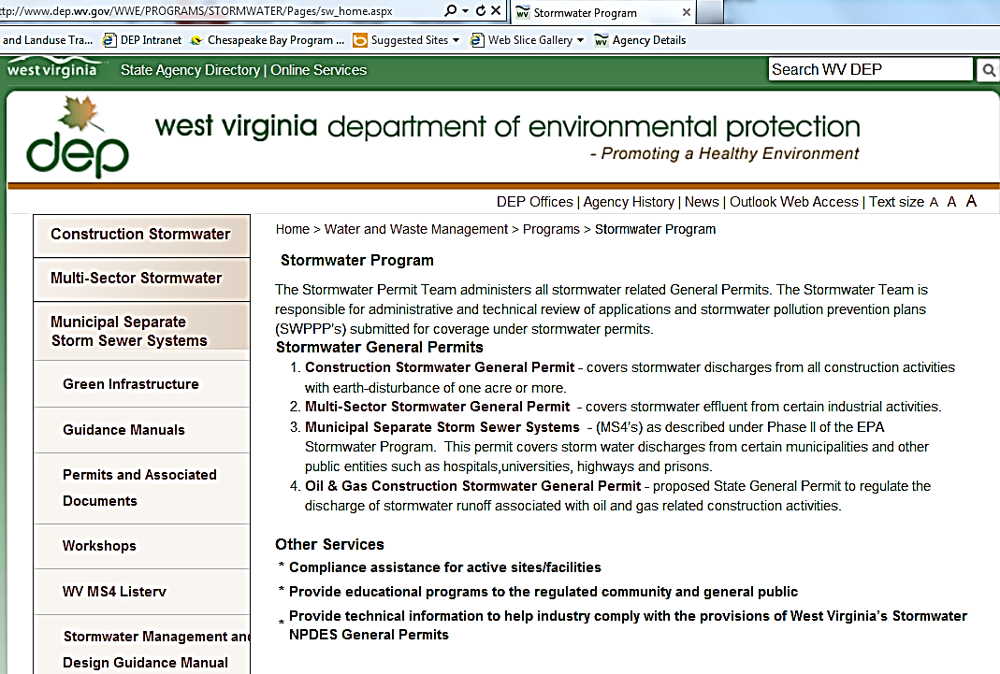 ttp://www.dep.wv.gov/WWE/PROGRAMS/STORMWATER/Pages/sw_home.aspx
Stormwater Program
and Landuse Tra... DEP Intranet Chesapeake Bay Program ... Suggested Sites Web Slice Gallery Agency Details
west virginia State Agency Directory | Online Services Search WV DEP
dep
west virginia department of environmental protection
- Promoting a Healthy Environment
DEP Offices | Agency History | News | Outlook Web Access | Text size A A A
Construction Stormwater
Multi-Sector Stormwater
Municipal Separate
Storm Sewer Systems
Green Infrastructure
Guidance Manuals
Permits and Associated
Documents
Workshops
WV MS4 Listerv
Stormwater Management and
Design Guidance Manual
Home > Water and Waste Management > Programs > Stormwater Program
Stormwater Program
The Stormwater Permit Team administers all stormwater related General Permits. The Stormwater Team is
responsible for administrative and technical review of applications and stormwater pollution prevention plans
(SWPPP's) submitted for coverage under stormwater permits.
Stormwater General Permits
1. Construction Stormwater General Permit - covers stormwater discharges from all construction activities
with earth-disturbance of one acre or more.
2. Multi-Sector Stormwater General Permit - covers stormwater effluent from certain industrial activities.
3. Municipal Separate Storm Sewer Systems - (MS4's) as described under Phase II of the EPA
Stormwater Program. This permit covers storm water discharges from certain municipalities and other
public entities such as hospitals,universities, highways and prisons.
4. Oil & Gas Construction Stormwater General Permit - proposed State General Permit to regulate the
discharge of stormwater runoff associated with oil and gas related construction activities.
Other Services
* Compliance assistance for active sites/facilities
* Provide educational programs to the regulated community and general public
* Provide technical information to help industry comply with the provisions of West Virginia's Stormwater
NPDES General Permits